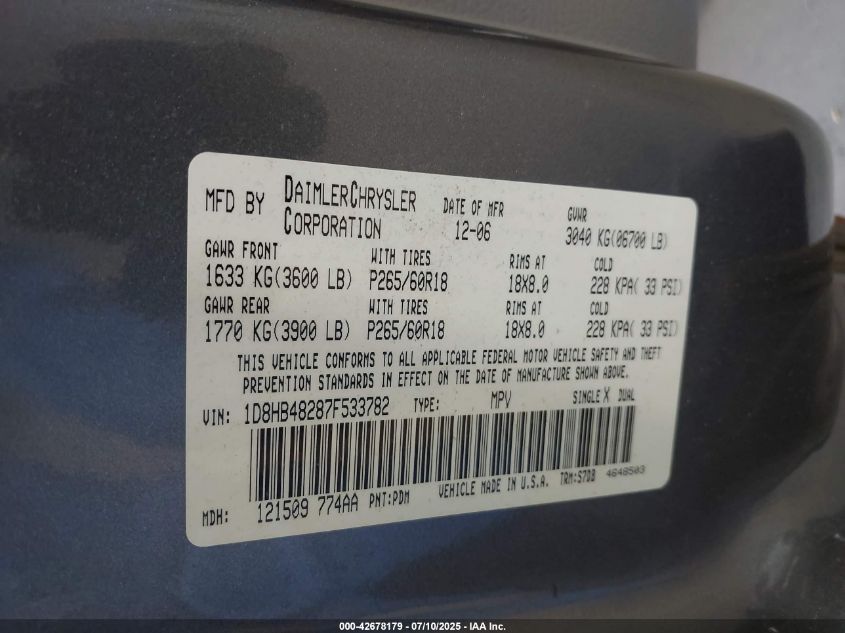 MFD BY DAIMLERCHRYSLER CORPORATION DATE OF MFR 12-06 GVWR 3040 KG(06700 LB)
GAWR FRONT WITH TIRES RIMS AT COLD
1633 KG(3600 LB) P265/60R18 18X8.0 228 KPA( 33 PSI)
GAWR REAR WITH TIRES RIMS AT COLD
1770 KG(3900 LB) P265/60R18 18X8.0 228 KPA( 33 PSI)
THIS VEHICLE CONFORMS TO ALL APPLICABLE FEDERAL MOTOR VEHICLE SAFETY AND THEFT
PREVENTION STANDARDS IN EFFECT ON THE DATE OF MANUFACTURE SHOWN ABOVE.
VIN: 1D8HB48287F533782 TYPE: MPV SINGLE X DUAL
MDH: 121509 774AA PNT:PDM VEHICLE MADE IN U.S.A. TRM:S7DB 4648503
000-42678179 - 07/10/2025 - IAA Inc.